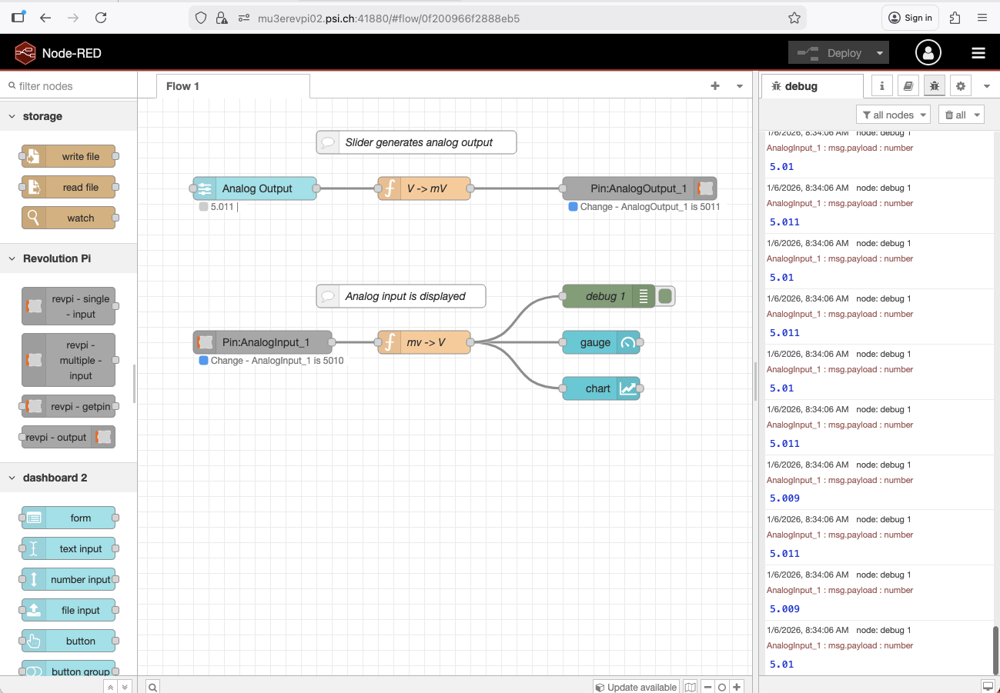 mu3erevpi02.psi.ch:41880/#flow/0f200966f2888eb5
Sign in
Node-RED
Deploy
filter nodes
storage
write file
read file
watch
Revolution Pi
revpi - single
- input
revpi -
multiple -
input
revpi - getpin
revpi - output
dashboard 2
form
text input
number input
file input
button
button group
Flow 1
Slider generates analog output
Analog Output
5.011 |
V -> mV
Pin:AnalogOutput_1
Change - AnalogOutput_1 is 5011
Analog input is displayed
debug 1
Pin:AnalogInput_1
Change - AnalogInput_1 is 5010
mv -> V
gauge
chart
Update available
debug
i
all nodes
all
1/6/2026, 8:34:06 AM node: debug 1
AnalogInput_1 : msg.payload : number
5.01
1/6/2026, 8:34:06 AM node: debug 1
AnalogInput_1 : msg.payload : number
5.011
1/6/2026, 8:34:06 AM node: debug 1
AnalogInput_1 : msg.payload : number
5.01
1/6/2026, 8:34:06 AM node: debug 1
AnalogInput_1 : msg.payload : number
5.011
1/6/2026, 8:34:06 AM node: debug 1
AnalogInput_1 : msg.payload : number
5.01
1/6/2026, 8:34:06 AM node: debug 1
AnalogInput_1 : msg.payload : number
5.011
1/6/2026, 8:34:06 AM node: debug 1
AnalogInput_1 : msg.payload : number
5.009
1/6/2026, 8:34:06 AM node: debug 1
AnalogInput_1 : msg.payload : number
5.011
1/6/2026, 8:34:06 AM node: debug 1
AnalogInput_1 : msg.payload : number
5.009
1/6/2026, 8:34:06 AM node: debug 1
AnalogInput_1 : msg.payload : number
5.01